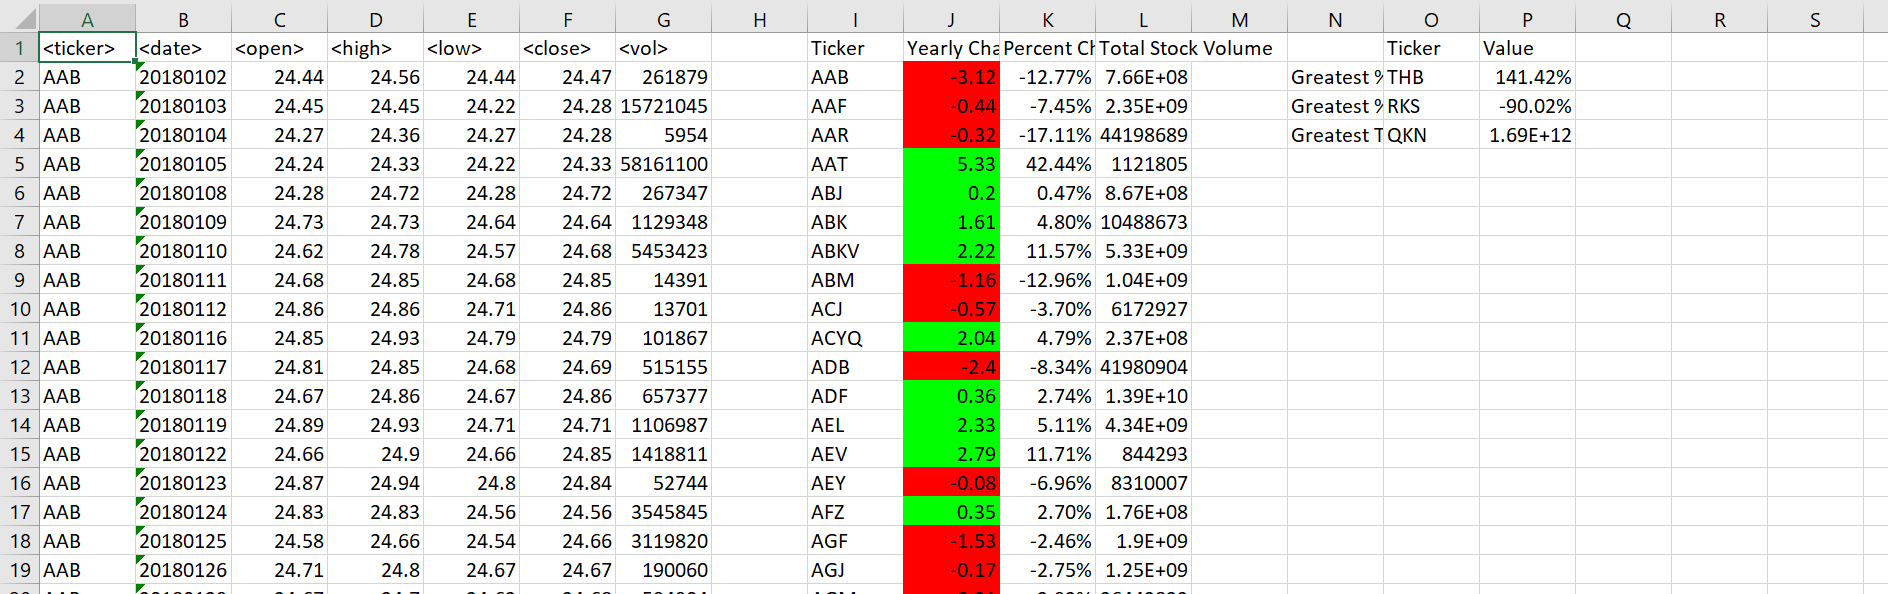 A B C D E F G H I J K L M N O P Q R S
1 <ticker> <date> <open> <high> <low> <close> <vol> Ticker Yearly Cha Percent Ch Total Stock Volume Ticker Value
2 AAB 20180102 24.44 24.56 24.44 24.47 261879 AAB -3.12 -12.77% 7.66E+08 Greatest % THB 141.42%
3 AAB 20180103 24.45 24.45 24.22 24.28 15721045 AAF -0.44 -7.45% 2.35E+09 Greatest % RKS -90.02%
4 AAB 20180104 24.27 24.36 24.27 24.28 5954 AAR -0.32 -17.11% 44198689 Greatest T QKN 1.69E+12
5 AAB 20180105 24.24 24.33 24.22 24.33 58161100 AAT 5.33 42.44% 1121805
6 AAB 20180108 24.28 24.72 24.28 24.72 267347 ABJ 0.2 0.47% 8.67E+08
7 AAB 20180109 24.73 24.73 24.64 24.64 1129348 ABK 1.61 4.80% 10488673
8 AAB 20180110 24.62 24.78 24.57 24.68 5453423 ABKV 2.22 11.57% 5.33E+09
9 AAB 20180111 24.68 24.85 24.68 24.85 14391 ABM -1.16 -12.96% 1.04E+09
10 AAB 20180112 24.86 24.86 24.71 24.86 13701 ACJ -0.57 -3.70% 6172927
11 AAB 20180116 24.85 24.93 24.79 24.79 101867 ACYQ 2.04 4.79% 2.37E+08
12 AAB 20180117 24.81 24.85 24.68 24.69 515155 ADB -2.4 -8.34% 41980904
13 AAB 20180118 24.67 24.86 24.67 24.86 657377 ADF 0.36 2.74% 1.39E+10
14 AAB 20180119 24.89 24.93 24.71 24.71 1106987 AEL 2.33 5.11% 4.34E+09
15 AAB 20180122 24.66 24.9 24.66 24.85 1418811 AEV 2.79 11.71% 844293
16 AAB 20180123 24.87 24.94 24.8 24.84 52744 AEY -0.08 -6.96% 8310007
17 AAB 20180124 24.83 24.83 24.56 24.56 3545845 AFZ 0.35 2.70% 1.76E+08
18 AAB 20180125 24.58 24.66 24.54 24.66 3119820 AGF -1.53 -2.46% 1.9E+09
19 AAB 20180126 24.71 24.8 24.67 24.67 190060 AGJ -0.17 -2.75% 1.25E+09